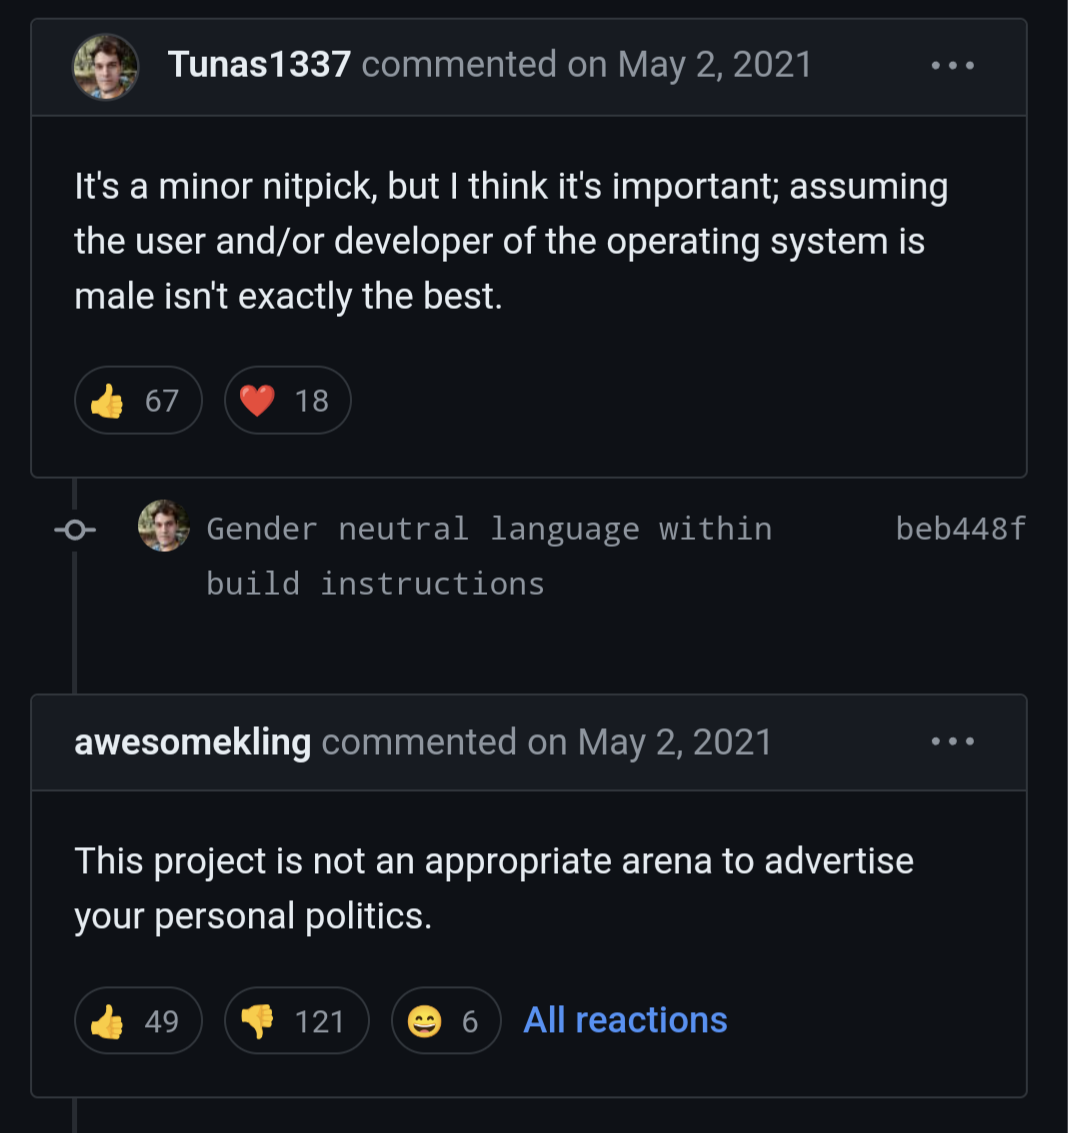 Tunas1337 commented on May 2, 2021
It's a minor nitpick, but I think it's important; assuming
the user and/or developer of the operating system is
male isn't exactly the best.
👍 67 ❤️ 18
Gender neutral language within beb448f
build instructions
awesomekling commented on May 2, 2021
This project is not an appropriate arena to advertise
your personal politics.
👍 49 👎 121 😄 6 All reactions